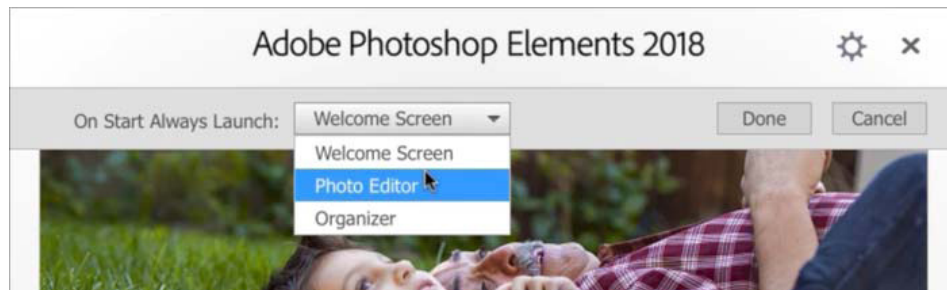 Adobe Photoshop Elements 2018
On Start Always Launch: Welcome Screen Done Cancel
Welcome Screen
Photo Editor
Organizer